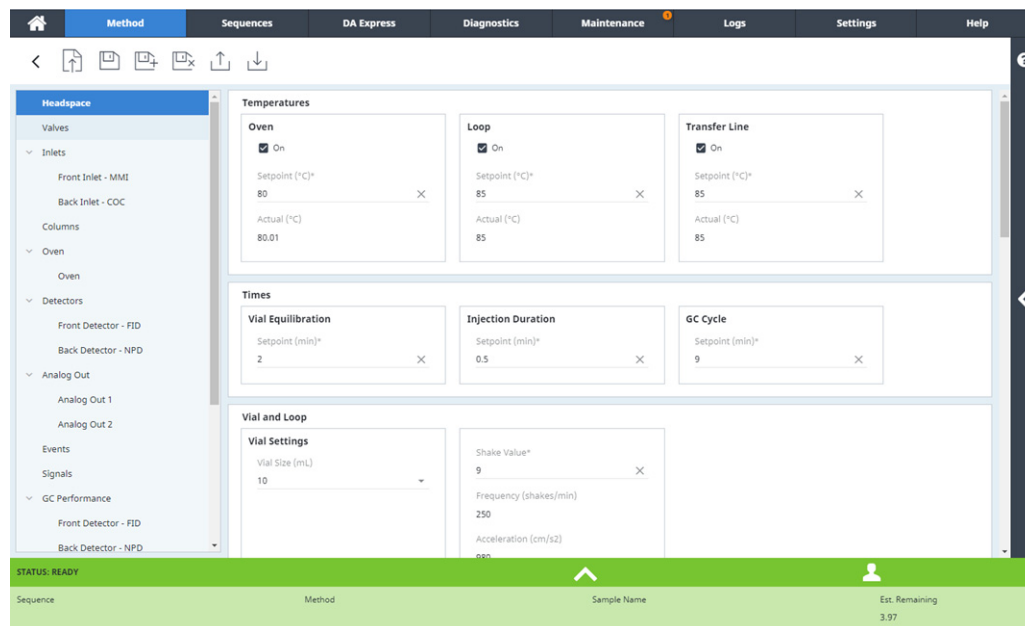 Method Sequences DA Express Diagnostics Maintenance 1 Logs Settings Help
Headspace
Valves
Inlets
Front Inlet - MMI
Back Inlet - COC
Columns
Oven
Oven
Detectors
Front Detector - FID
Back Detector - NPD
Analog Out
Analog Out 1
Analog Out 2
Events
Signals
GC Performance
Front Detector - FID
Back Detector - NPD
Temperatures
Oven
On
Setpoint (°C)*
80
Actual (°C)
80.01
Loop
On
Setpoint (°C)*
85
Actual (°C)
85
Transfer Line
On
Setpoint (°C)*
85
Actual (°C)
85
Times
Vial Equilibration
Setpoint (min)*
2
Injection Duration
Setpoint (min)*
0.5
GC Cycle
Setpoint (min)*
9
Vial and Loop
Vial Settings
Vial Size (mL)
10
Shake Value*
9
Frequency (shakes/min)
250
Acceleration (cm/s2)
980
STATUS: READY
Sequence Method Sample Name Est. Remaining
3.97